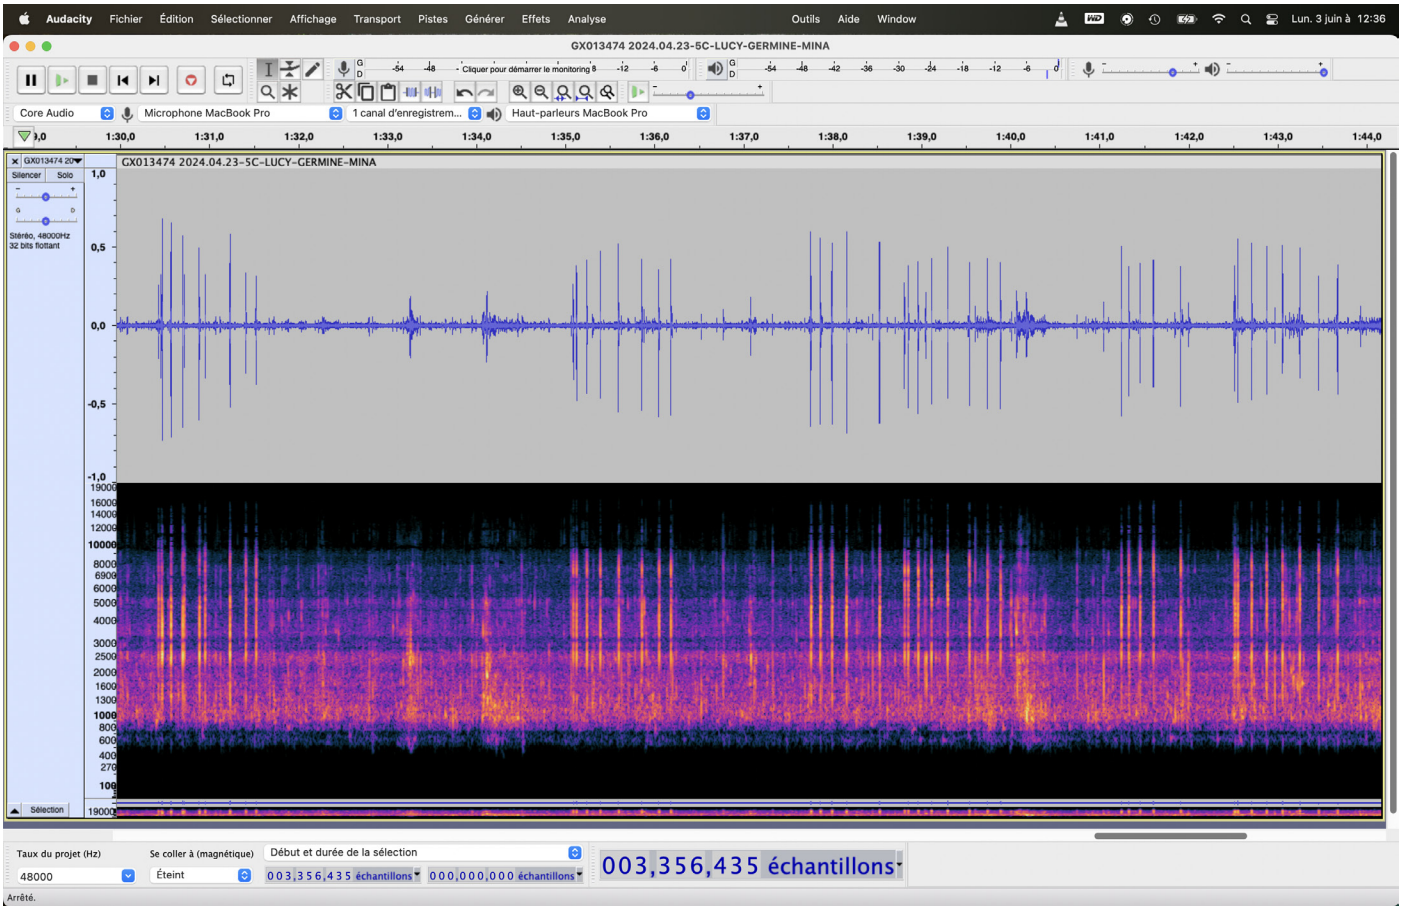 Audacity Fichier Édition Sélectionner Affichage Transport Pistes Générer Effets Analyse Outils Aide Window WD Lun. 3 juin à 12:36
GX013474 2024.04.23-5C-LUCY-GERMINE-MINA
G D -54 -48 - Cliquer pour démarrer le monitoring 8 -12 -6 0 G D -54 -48 -42 -36 -30 -24 -18 -12 -6 0 - + - +
- +
Core Audio Microphone MacBook Pro 1 canal d'enregistrem... Haut-parleurs MacBook Pro
9,0 1:30,0 1:31,0 1:32,0 1:33,0 1:34,0 1:35,0 1:36,0 1:37,0 1:38,0 1:39,0 1:40,0 1:41,0 1:42,0 1:43,0 1:44,0
× GX013474 20 GX013474 2024.04.23-5C-LUCY-GERMINE-MINA
Silencer Solo 1,0
- +
G D
Stéréo, 48000Hz
32 bits flottant
0,5
0,0
-0,5
-1,0
19000
16000
14000
12000
10000
8000
6900
6000
5000
4000
3000
2500
2000
1600
1300
1000
800
600
400
270
100
Sélection 19000
Taux du projet (Hz) Se coller à (magnétique) Début et durée de la sélection
48000 Éteint 003,356,435 échantillons 000,000,000 échantillons 003,356,435 échantillons
Arrêté.